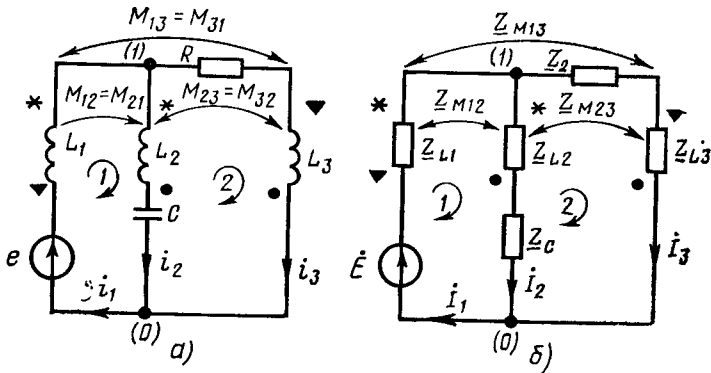 M₁₃ = M₃₁
(1)
R
*
M₁₂=M₂₁
*
M₂₃ = M₃₂
L₁
L₂
L₃
1
2
C
e
i₂
i₃
i₁
(0)
а)
Z̲ M13
(1)
Z̲₂
*
Z̲ M12
*
Z̲ M23
Z̲ L1
Z̲ L2
Z̲ L3
1
2
Z̲ C
Ė
İ₃
İ₂
İ₁
(0)
б)